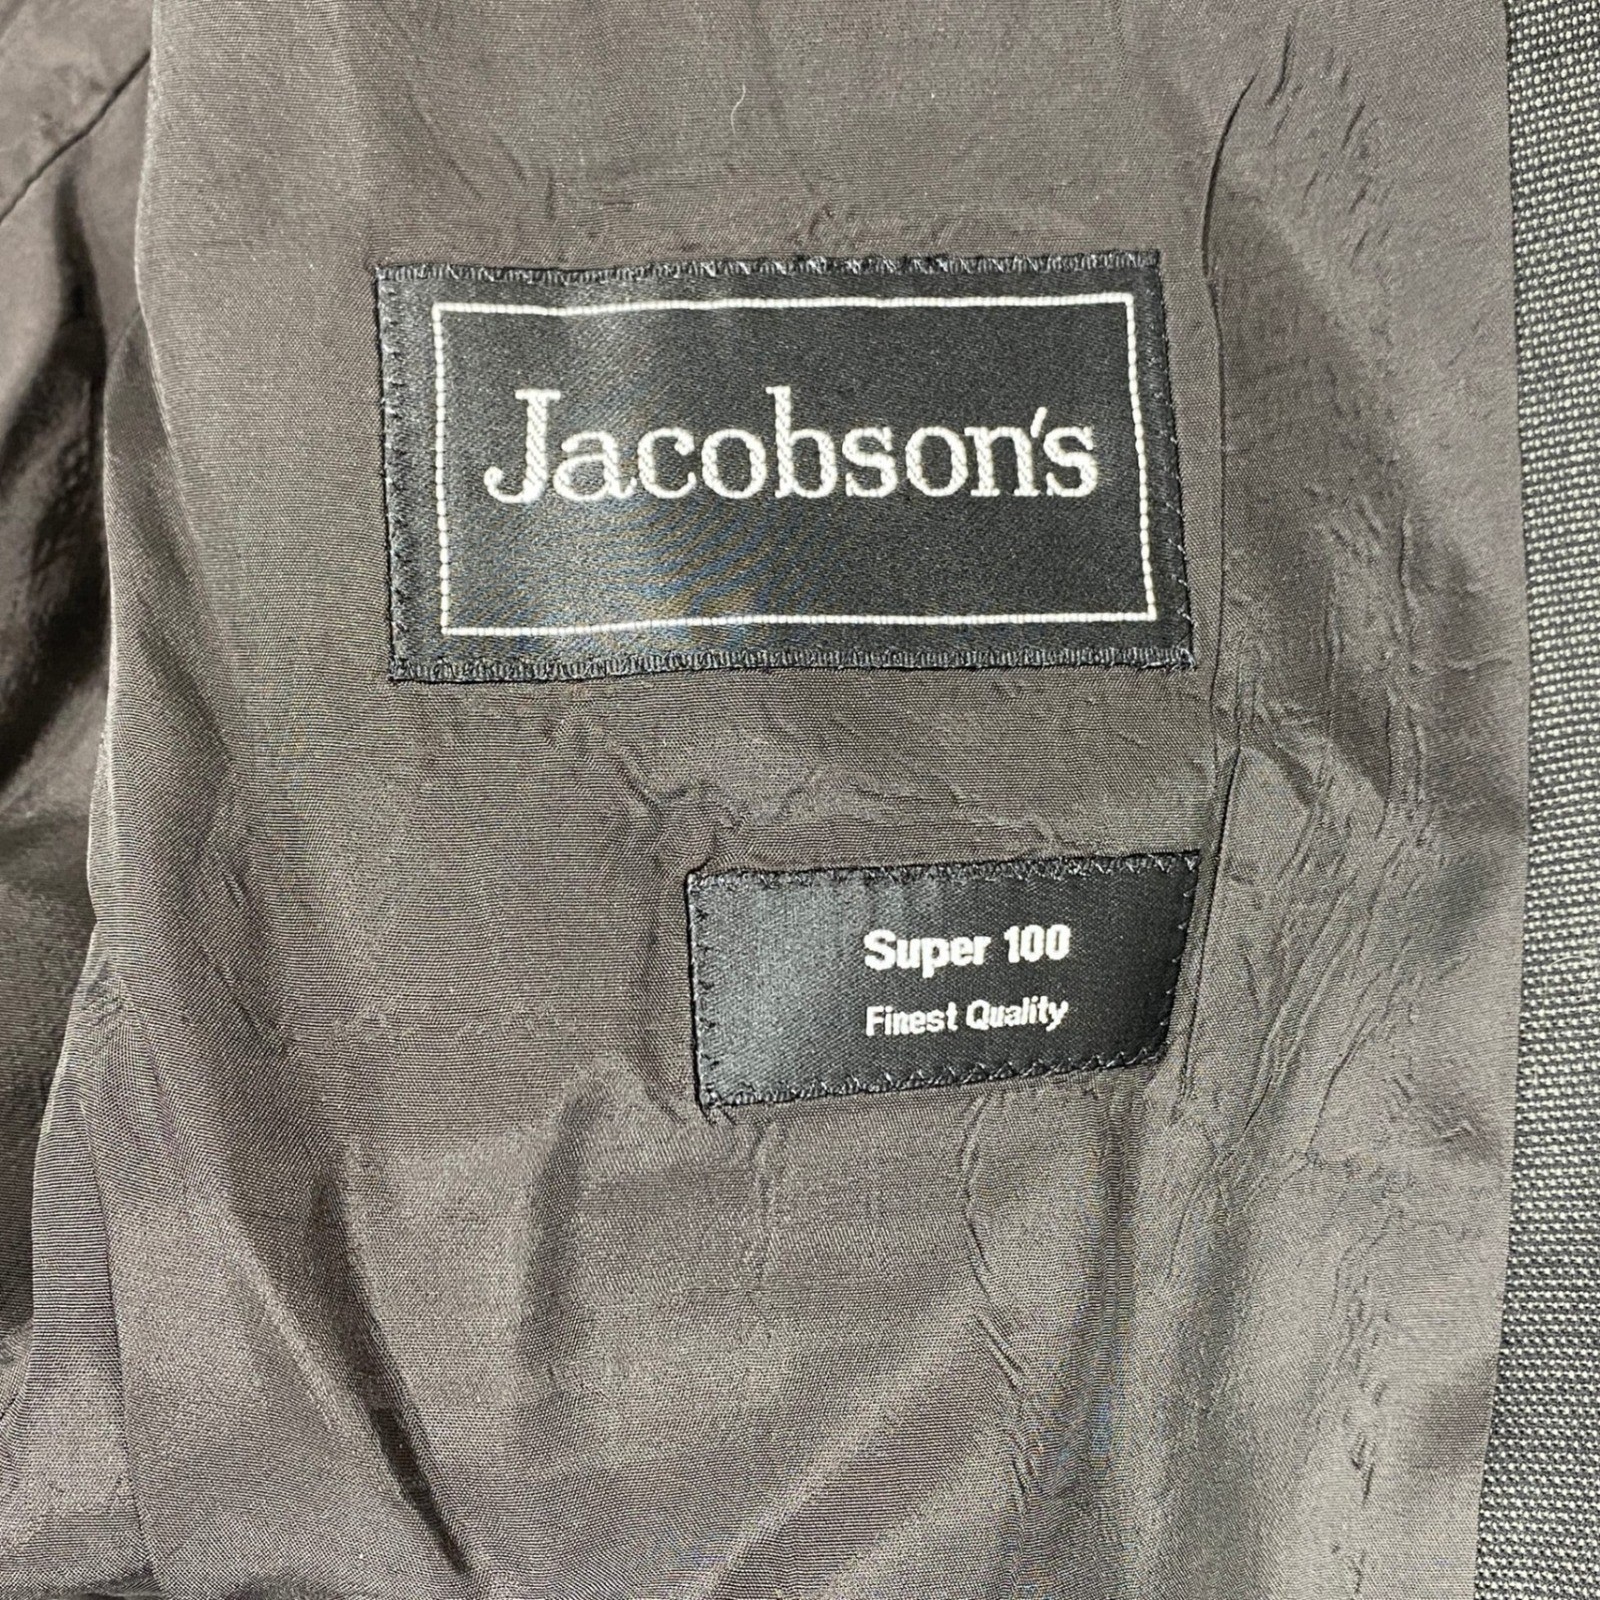 Jacobson's
Super 100
Finest Quality